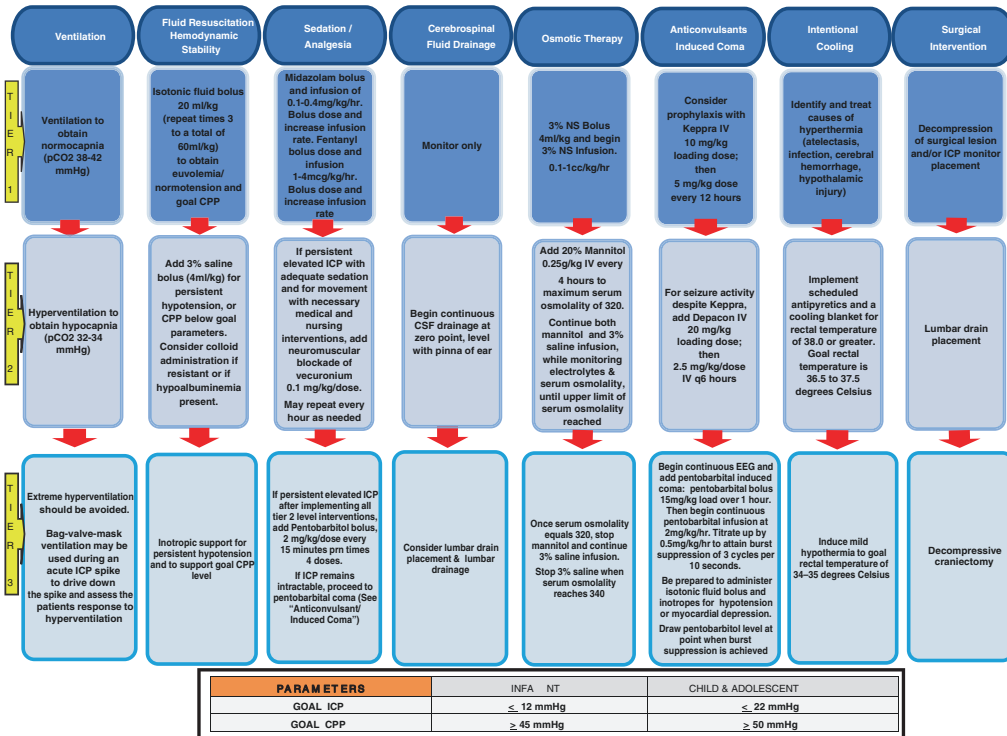 Ventilation
Fluid Resuscitation
Hemodynamic
Stability
Sedation /
Analgesia
Cerebrospinal
Fluid Drainage
Osmotic Therapy
Anticonvulsants
Induced Coma
Intentional
Cooling
Surgical
Intervention
T
I
E
R
1
Ventilation to
obtain
normocapnia
(pCO2 38-42
mmHg)
Isotonic fluid bolus
20 ml/kg
(repeat times 3
to a total of
60ml/kg)
to obtain
euvolemia/
normotension and
goal CPP
Midazolam bolus
and infusion of
0.1-0.4mg/kg/hr.
Bolus dose and
increase infusion
rate. Fentanyl
bolus dose and
infusion
1-4mcg/kg/hr.
Bolus dose and
increase infusion
rate
Monitor only
3% NS Bolus
4ml/kg and begin
3% NS Infusion.
0.1-1cc/kg/hr
Consider
prophylaxis with
Keppra IV
10 mg/kg
loading dose;
then
5 mg/kg dose
every 12 hours
Identify and treat
causes of
hyperthermia
(atelectasis,
infection, cerebral
hemorrhage,
hypothalamic
injury)
Decompression
of surgical lesion
and/or ICP monitor
placement
T
I
E
R
2
Hyperventilation to
obtain hypocapnia
(pCO2 32-34
mmHg)
Add 3% saline
bolus (4ml/kg) for
persistent
hypotension, or
CPP below goal
parameters.
Consider colloid
administration if
resistant or if
hypoalbuminemia
present.
If persistent
elevated ICP with
adequate sedation
and for movement
with necessary
medical and
nursing
interventions, add
neuromuscular
blockade of
vecuronium
0.1 mg/kg/dose.
May repeat every
hour as needed
Begin continuous
CSF drainage at
zero point, level
with pinna of ear
Add 20% Mannitol
0.25g/kg IV every
4 hours to
maximum serum
osmolality of 320.
Continue both
mannitol and 3%
saline infusion,
while monitoring
electrolytes &
serum osmolality,
until upper limit of
serum osmolality
reached
For seizure activity
despite Keppra,
add Depacon IV
20 mg/kg
loading dose;
then
2.5 mg/kg/dose
IV q6 hours
Implement
scheduled
antipyretics and a
cooling blanket for
rectal temperature
of 38.0 or greater.
Goal rectal
temperature is
36.5 to 37.5
degrees Celsius
Lumbar drain
placement
T
I
E
R
3
Extreme hyperventilation
should be avoided.
Bag-valve-mask
ventilation may be
used during an
acute ICP spike
to drive down
the spike and assess the
patients response to
hyperventilation
Inotropic support for
persistent hypotension
and to support goal CPP
level
If persistent elevated ICP
after implementing all
tier 2 level interventions,
add Pentobarbitol bolus,
2 mg/kg/dose every
15 minutes prn times
4 doses.
If ICP remains
intractable, proceed to
pentobarbital coma (See
“Anticonvulsant/
Induced Coma”)
Consider lumbar drain
placement & lumbar
drainage
Once serum osmolality
equals 320, stop
mannitol and continue
3% saline infusion.
Stop 3% saline when
serum osmolality
reaches 340
Begin continuous EEG and
add pentobarbital induced
coma: pentobarbital bolus
15mg/kg load over 1 hour.
Then begin continuous
pentobarbital infusion at
2mg/kg/hr. Titrate up by
0.5mg/kg/hr to attain burst
suppression of 3 cycles per
10 seconds.
Be prepared to administer
isotonic fluid bolus and
inotropes for hypotension
or myocardial depression.
Draw pentobarbitol level at
point when burst
suppression is achieved
Induce mild
hypothermia to goal
rectal temperature of
34–35 degrees Celsius
Decompressive
craniectomy
PARAMETERS INFA NT CHILD & ADOLESCENT
GOAL ICP < 12 mmHg < 22 mmHg
GOAL CPP > 45 mmHg > 50 mmHg